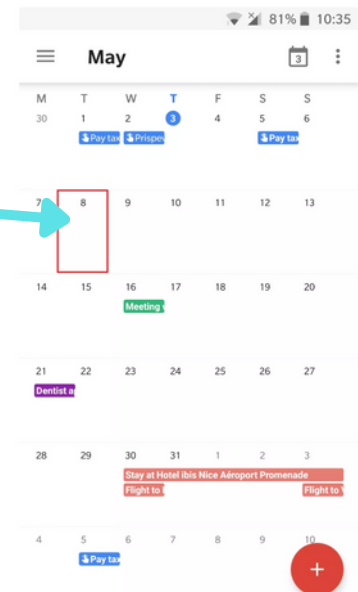 81% 10:35
May 3
M T W T F S S
30 1 2 3 4 5 6
Pay tax Prisper Pay tax
7 8 9 10 11 12 13
14 15 16 17 18 19 20
Meeting
21 22 23 24 25 26 27
Dentist a
28 29 30 31 1 2 3
Stay at Hotel ibis Nice Aéroport Promenade
Flight to Flight to
4 5 6 7 8 9 10
Pay tax
+